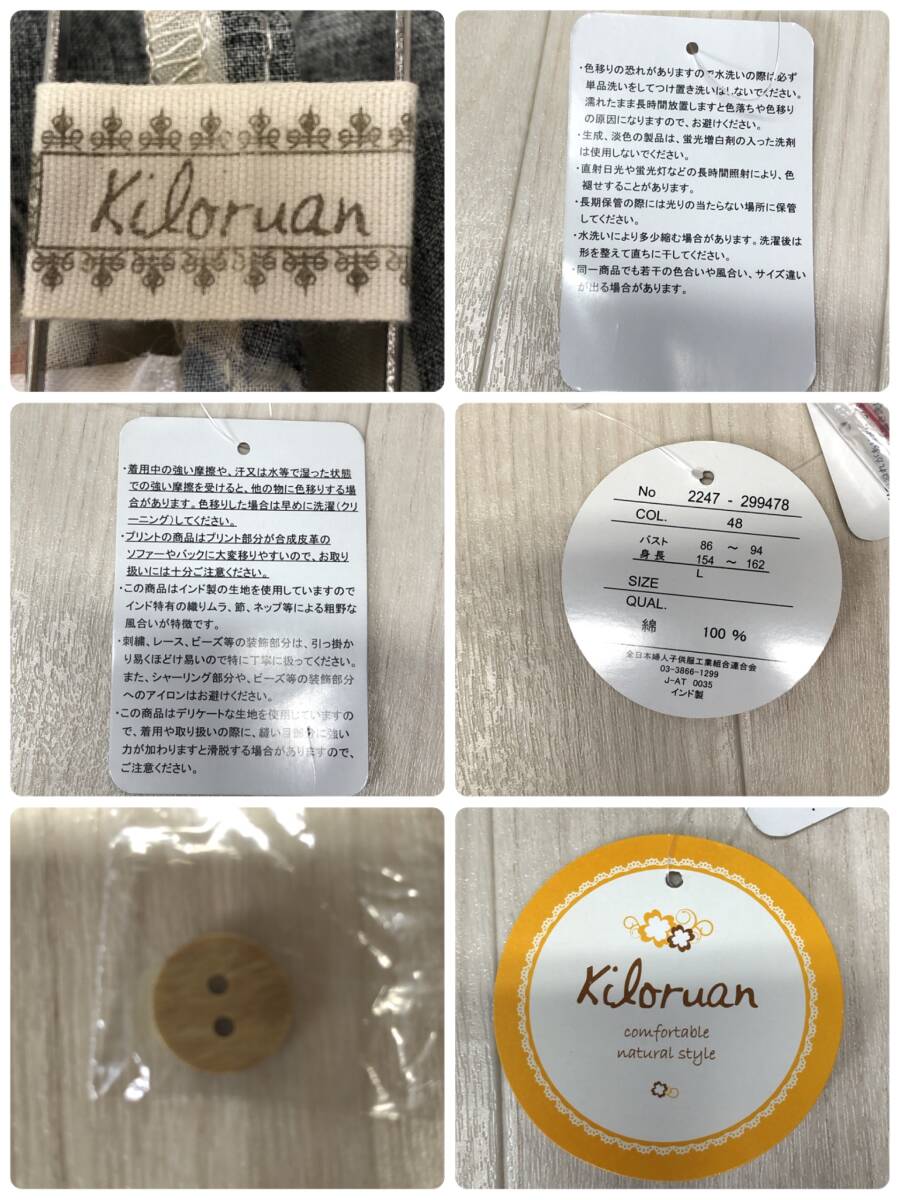 Kiloruan
・色移りの恐れがありますので水洗いの際は必ず
単品洗いをしてつけ置き洗いはしないでください。
濡れたまま長時間放置しますと色落ちや色移り
の原因になりますので、お避けください。
・生成、淡色の製品は、蛍光増白剤の入った洗剤
は使用しないでください。
・直射日光や蛍光灯などの長時間照射により、色
褪せすることがあります。
・長期保管の際には光りの当たらない場所に保管
してください。
・水洗いにより多少縮む場合があります。洗濯後は
形を整えて直ちに干してください。
・同一商品でも若干の色合いや風合い、サイズ違い
が出る場合があります。
・着用中の強い摩擦や、汗又は水等で湿った状態
での強い摩擦を受けると、他の物に色移りする場
合があります。色移りした場合は早めに洗濯(クリ
ーニング)してください。
・プリントの商品はプリント部分が合成皮革の
ソファーやバックに大変移りやすいので、お取り
扱いには十分ご注意ください。
・この商品はインド製の生地を使用していますので
インド特有の織りムラ、節、ネップ等による粗野な
風合いが特徴です。
・刺繍、レース、ビーズ等の装飾部分は、引っ掛か
り易くほどけ易いので特に丁寧に扱ってください。
また、シャーリング部分や、ビーズ等の装飾部分
へのアイロンはお避けください。
・この商品はデリケートな生地を使用していますの
で、着用や取り扱いの際に、縫い目部分に強い
力が加わりますと滑脱する場合がありますので、
ご注意ください。
No 2247 - 299478
COL. 48
バスト 86 ～ 94
身長 154 ～ 162
L
SIZE
QUAL.
綿 100 %
全日本婦人子供服工業組合連合会
03-3866-1299
J-AT 0035
インド製
Kiloruan
comfortable
natural style